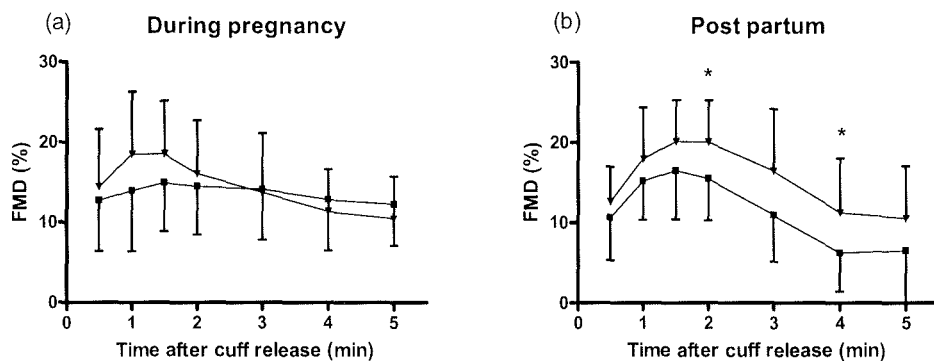 (a) During pregnancy
30
20
10
0
FMD (%)
0 1 2 3 4 5
Time after cuff release (min)
(b) Post partum
30
20
10
0
FMD (%)
* *
0 1 2 3 4 5
Time after cuff release (min)